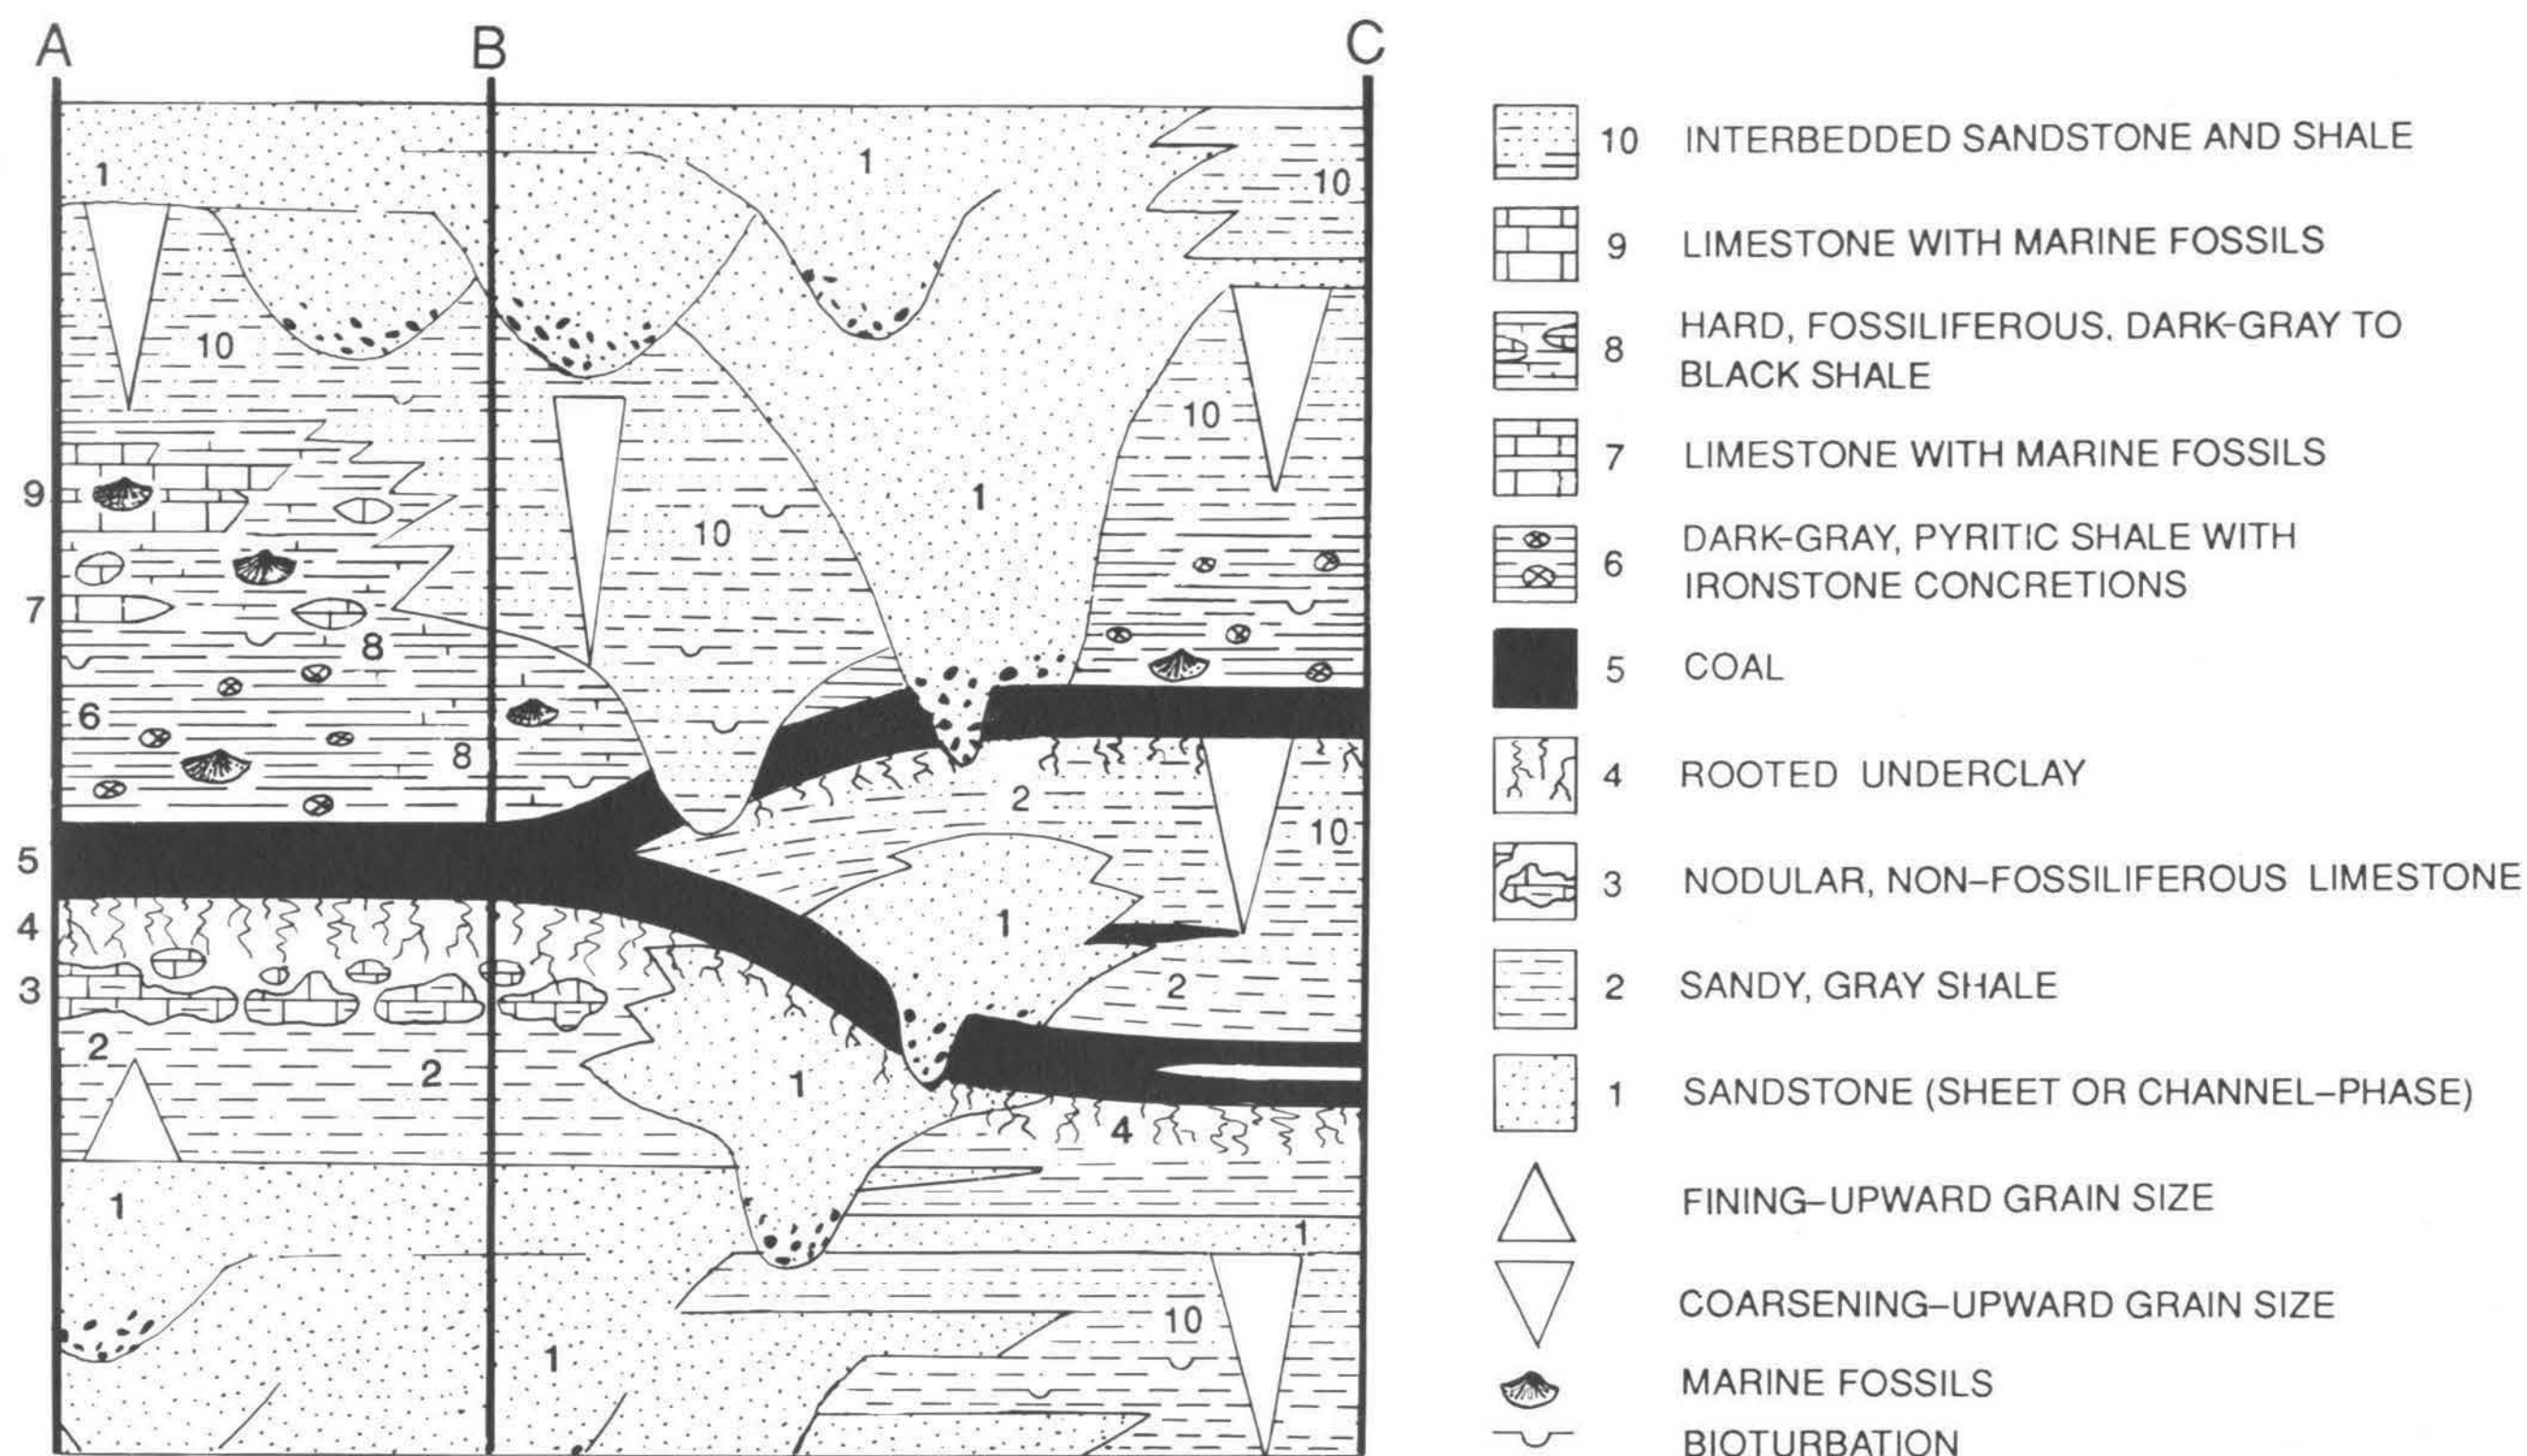 A
B
C
1
1
10
10
10
9
10
1
7
8
6
8
2
10
5
1
4
2
3
2
2
1
4
1
1
10
1
10 INTERBEDDED SANDSTONE AND SHALE
9 LIMESTONE WITH MARINE FOSSILS
8 HARD, FOSSILIFEROUS, DARK-GRAY TO
BLACK SHALE
7 LIMESTONE WITH MARINE FOSSILS
6 DARK-GRAY, PYRITIC SHALE WITH
IRONSTONE CONCRETIONS
5 COAL
4 ROOTED UNDERCLAY
3 NODULAR, NON-FOSSILIFEROUS LIMESTONE
2 SANDY, GRAY SHALE
1 SANDSTONE (SHEET OR CHANNEL-PHASE)
FINING-UPWARD GRAIN SIZE
COARSENING-UPWARD GRAIN SIZE
MARINE FOSSILS
BIOTURBATION